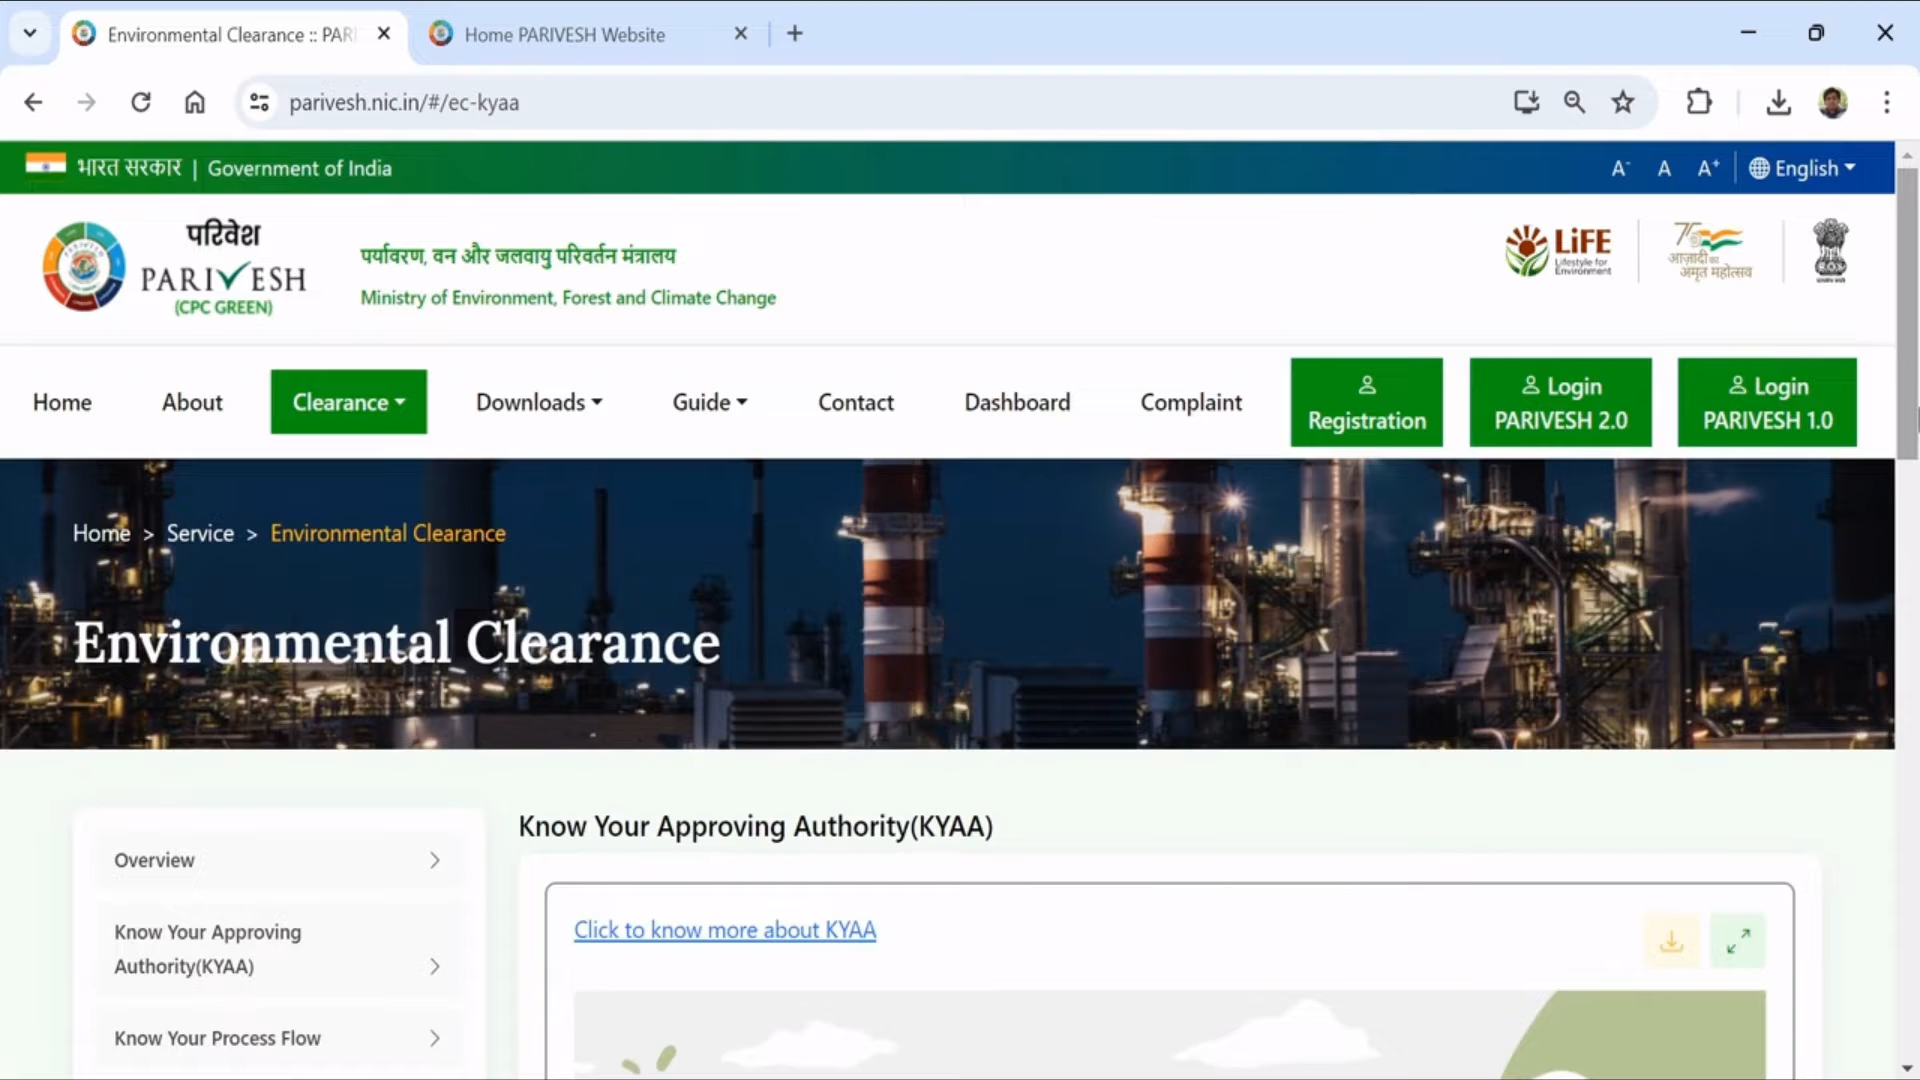 Environmental Clearance :: PAR
Home PARIVESH Website
parivesh.nic.in/#/ec-kyaa
भारत सरकार | Government of India
A- A A+ English
परिवेश
PARIVESH
(CPC GREEN)
पर्यावरण, वन और जलवायु परिवर्तन मंत्रालय
Ministry of Environment, Forest and Climate Change
LiFE
Lifestyle for
Environment
75
आज़ादी का
अमृत महोत्सव
Home About Clearance Downloads Guide Contact Dashboard Complaint
Registration
Login
PARIVESH 2.0
Login
PARIVESH 1.0
Home > Service > Environmental Clearance
Environmental Clearance
Overview
Know Your Approving
Authority(KYAA)
Know Your Process Flow
Know Your Approving Authority(KYAA)
Click to know more about KYAA